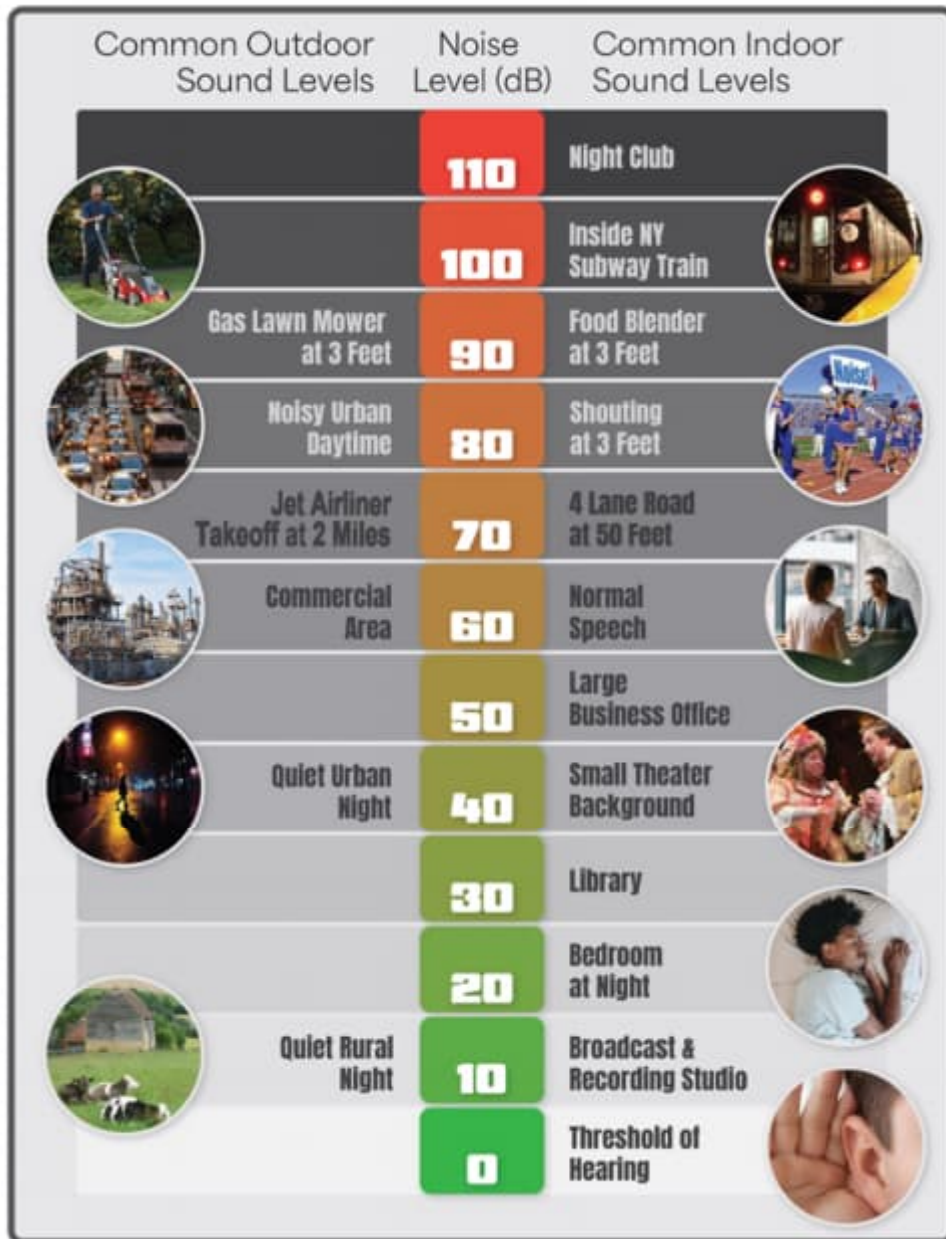 Common Outdoor
Sound Levels
Noise
Level (dB)
Common Indoor
Sound Levels
110
Night Club
100
Inside NY
Subway Train
Gas Lawn Mower
at 3 Feet
90
Food Blender
at 3 Feet
Noisy Urban
Daytime
80
Shouting
at 3 Feet
Noise!
Jet Airliner
Takeoff at 2 Miles
70
4 Lane Road
at 50 Feet
Commercial
Area
60
Normal
Speech
50
Large
Business Office
Quiet Urban
Night
40
Small Theater
Background
30
Library
20
Bedroom
at Night
Quiet Rural
Night
10
Broadcast &
Recording Studio
0
Threshold of
Hearing